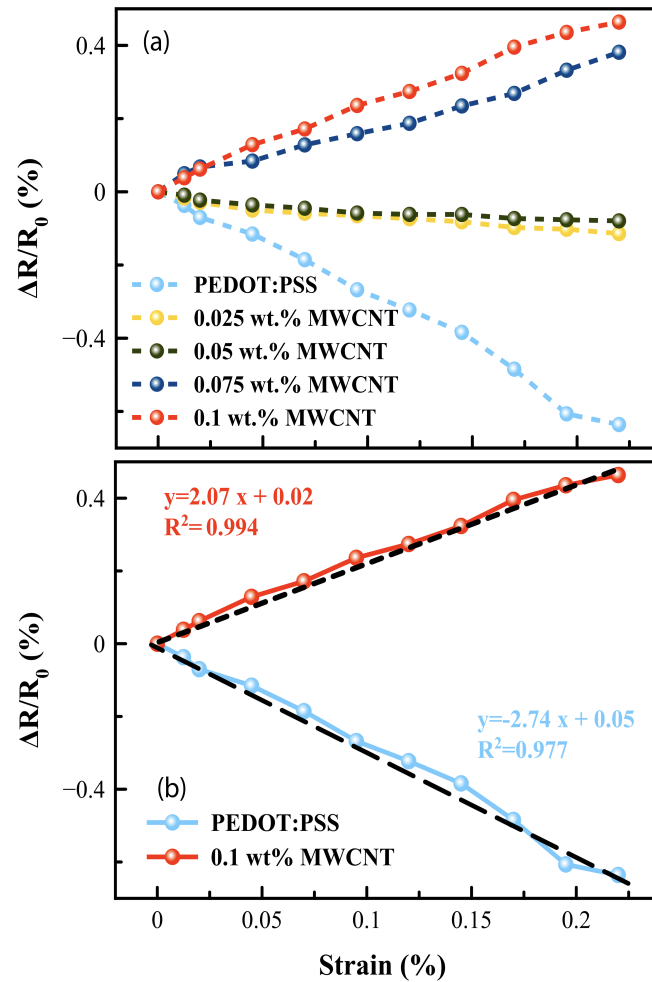 (a)
0.4
0
−0.4
ΔR/R₀ (%)
PEDOT:PSS
0.025 wt.% MWCNT
0.05 wt.% MWCNT
0.075 wt.% MWCNT
0.1 wt.% MWCNT
y=2.07 x + 0.02
R²= 0.994
0.4
0
−0.4
ΔR/R₀ (%)
y=-2.74 x + 0.05
R²=0.977
(b)
PEDOT:PSS
0.1 wt% MWCNT
0 0.05 0.1 0.15 0.2
Strain (%)